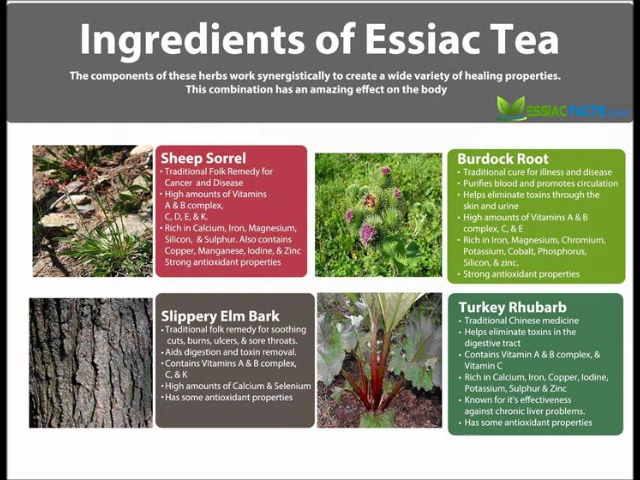 Ingredients of Essiac Tea
The components of these herbs work synergistically to create a wide variety of healing properties.
This combination has an amazing effect on the body
ESSIACFACTS
Sheep Sorrel
• Traditional Folk Remedy for
Cancer and Disease
• High amounts of Vitamins
A & B complex,
C, D, E, & K.
• Rich in Calcium, Iron, Magnesium,
Silicon, & Sulphur. Also contains
Copper, Manganese, Iodine, & Zinc
Strong antioxidant properties
Burdock Root
• Traditional cure for illness and disease
• Purifies blood and promotes circulation
• Helps eliminate toxins through the
skin and urine
• High amounts of Vitamins A & B
complex, C, & E
• Rich in Iron, Magnesium, Chromium,
Potassium, Cobalt, Phosphorus,
Silicon, & zinc.
• Strong antioxidant properties
Slippery Elm Bark
• Traditional folk remedy for soothing
cuts, burns, ulcers, & sore throats.
• Aids digestion and toxin removal.
• Contains Vitamins A & B complex,
C, & K
• High amounts of Calcium & Selenium
• Has some antioxidant properties
Turkey Rhubarb
• Traditional Chinese medicine
• Helps eliminate toxins in the
digestive tract
• Contains Vitamin A & B complex, &
Vitamin C
• Rich in Calcium, Iron, Copper, Iodine,
Potassium, Sulphur & Zinc
• Known for it's effectiveness
against chronic liver problems.
• Has some antioxidant properties